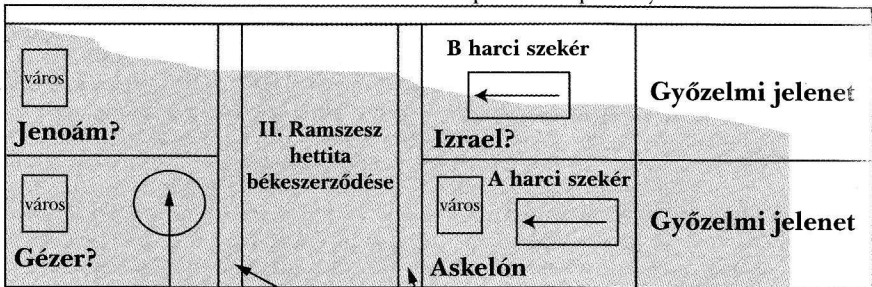 város
Jenoám?
város
Gézer?
II. Ramszesz
hettita
békeszerződése
B harci szekér
Izrael?
A harci szekér
város
Askelón
Győzelmi jelenet
Győzelmi jelenet